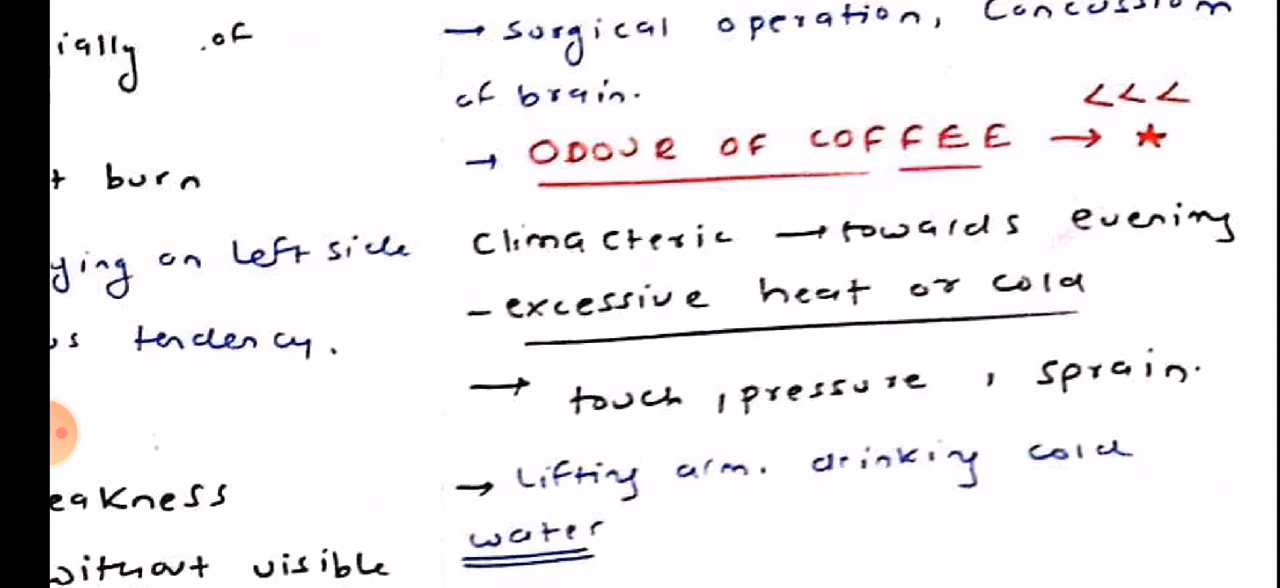 ially of
t burn
ying on left side
us tendency.
eakness
without visible
→ surgical operation, Concussion
of brain.
<<<
→ ODOUR OF COFFEE → ★
Climacteric → towards evening
- excessive heat or cold
→ touch, pressure, sprain.
→ Lifting arm. drinking cold
water